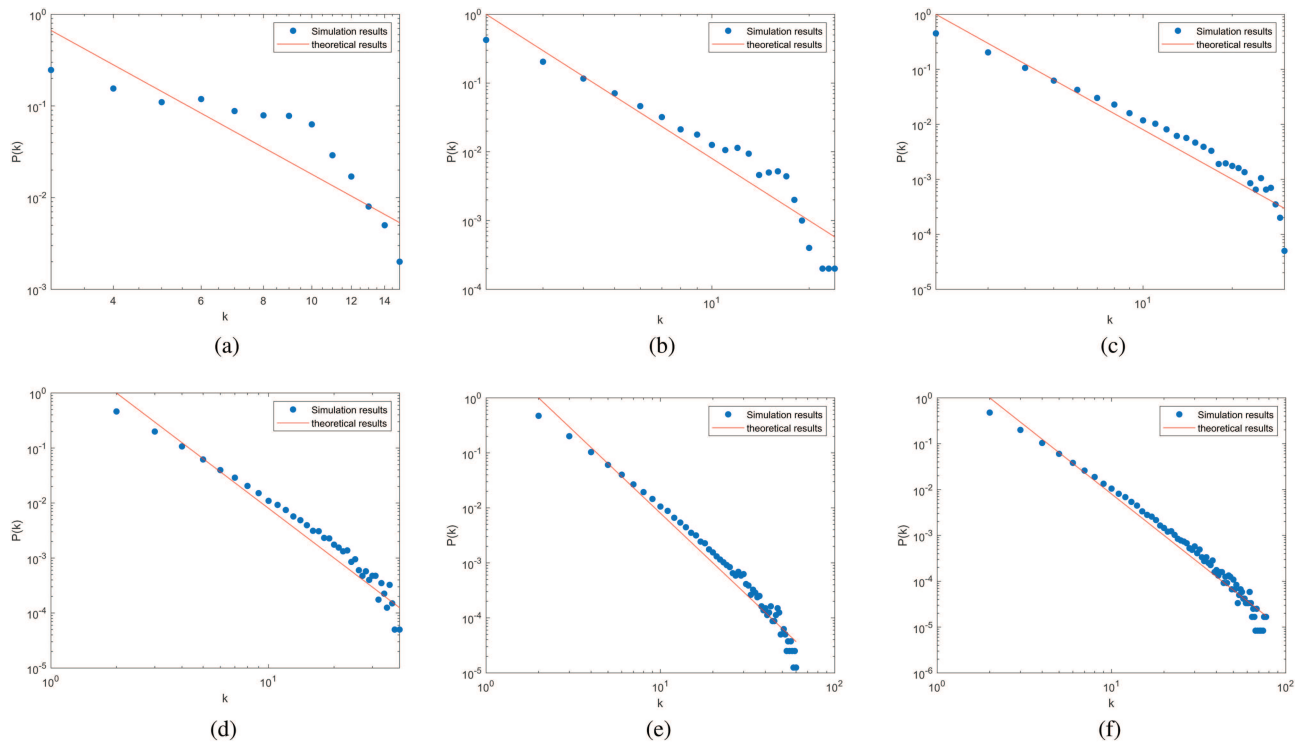 10^0
10^-1
10^-2
10^-3
P(k)
4 6 8 10 12 14
k
Simulation results
theoretical results
(a)
10^0
10^-1
10^-2
10^-3
10^-4
P(k)
10^1
k
Simulation results
theoretical results
(b)
10^0
10^-1
10^-2
10^-3
10^-4
10^-5
P(k)
10^1
k
Simulation results
theoretical results
(c)
10^0
10^-1
10^-2
10^-3
10^-4
10^-5
P(k)
10^0 10^1
k
Simulation results
theoretical results
(d)
10^0
10^-1
10^-2
10^-3
10^-4
10^-5
P(k)
10^0 10^1 10^2
k
Simulation results
theoretical results
(e)
10^0
10^-1
10^-2
10^-3
10^-4
10^-5
10^-6
P(k)
10^0 10^1 10^2
k
Simulation results
theoretical results
(f)